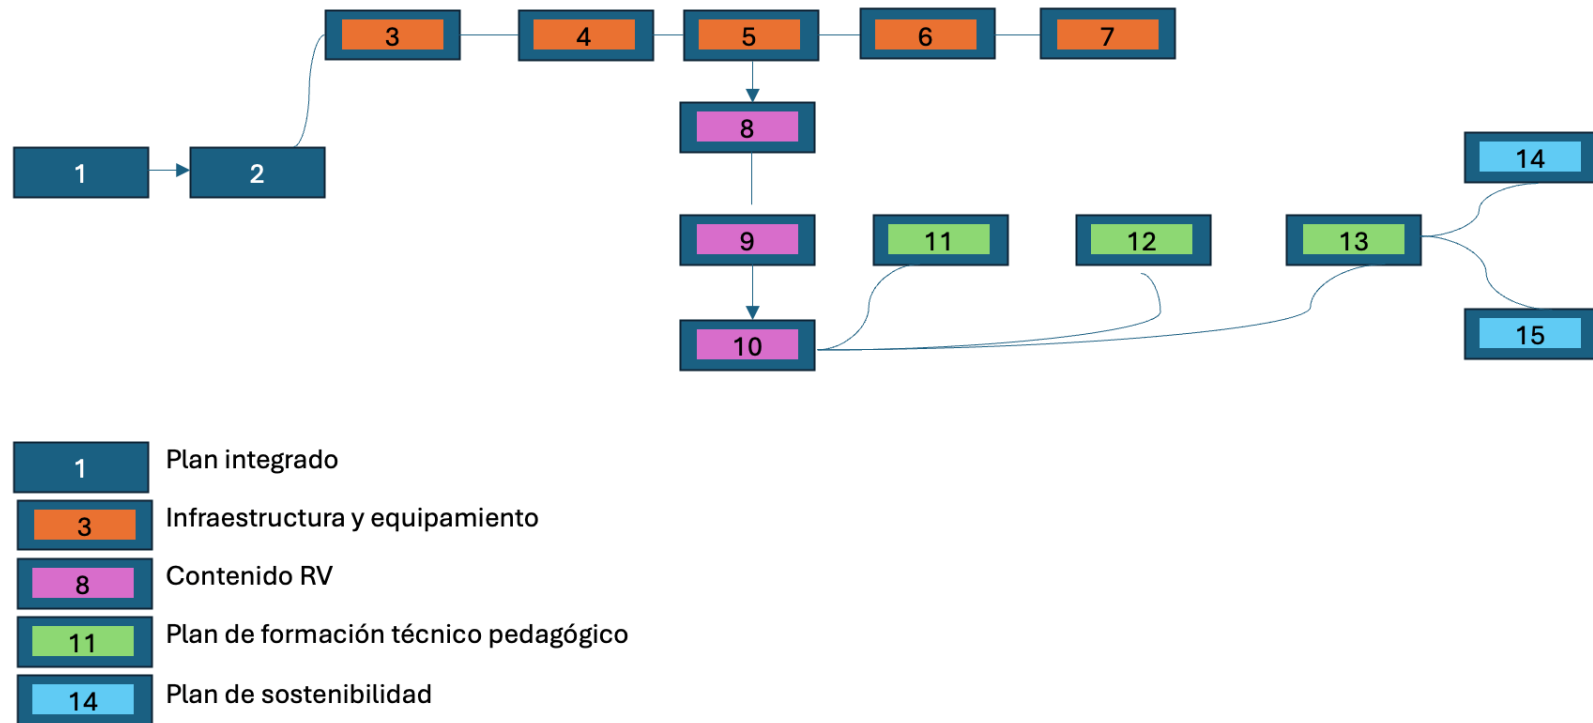 3 4 5 6 7
8
1 2
14
9 11 12 13
15
10
1 Plan integrado
3 Infraestructura y equipamiento
8 Contenido RV
11 Plan de formación técnico pedagógico
14 Plan de sostenibilidad